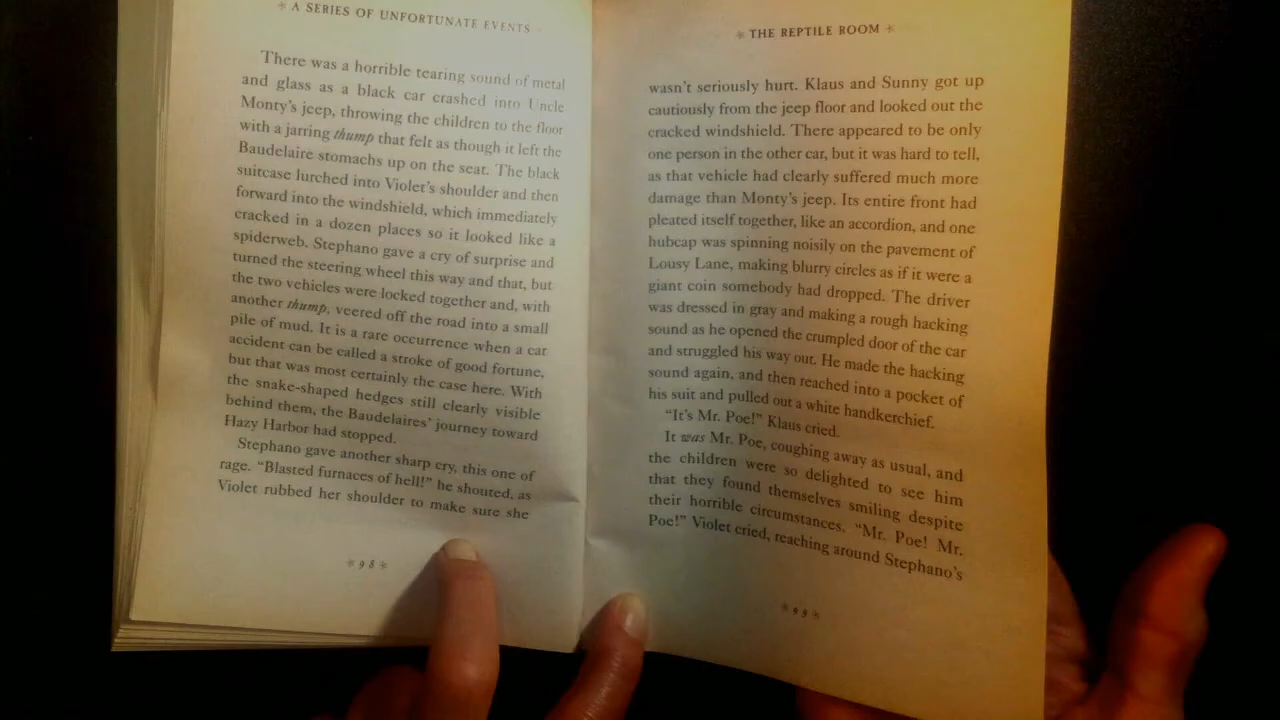 A SERIES OF UNFORTUNATE EVENTS
There was a horrible tearing sound of metal
and glass as a black car crashed into Uncle
Monty's jeep, throwing the children to the floor
with a jarring thump that felt as though it left the
Baudelaire stomachs up on the seat. The black
suitcase lurched into Violet's shoulder and then
forward into the windshield, which immediately
cracked in a dozen places so it looked like a
spiderweb. Stephano gave a cry of surprise and
turned the steering wheel this way and that, but
the two vehicles were locked together and, with
another thump, veered off the road into a small
pile of mud. It is a rare occurrence when a car
accident can be called a stroke of good fortune,
but that was most certainly the case here. With
the snake-shaped hedges still clearly visible
behind them, the Baudelaires' journey toward
Hazy Harbor had stopped.
Stephano gave another sharp cry, this one of
rage. "Blasted furnaces of hell!" he shouted, as
Violet rubbed her shoulder to make sure she
98
THE REPTILE ROOM
wasn't seriously hurt. Klaus and Sunny got up
cautiously from the jeep floor and looked out the
cracked windshield. There appeared to be only
one person in the other car, but it was hard to tell,
as that vehicle had clearly suffered much more
damage than Monty's jeep. Its entire front had
pleated itself together, like an accordion, and one
hubcap was spinning noisily on the pavement of
Lousy Lane, making blurry circles as if it were a
giant coin somebody had dropped. The driver
was dressed in gray and making a rough hacking
sound as he opened the crumpled door of the car
and struggled his way out. He made the hacking
sound again, and then reached into a pocket of
his suit and pulled out a white handkerchief.
"It's Mr. Poe!" Klaus cried.
It was Mr. Poe, coughing away as usual, and
the children were so delighted to see him
that they found themselves smiling despite
their horrible circumstances. "Mr. Poe! Mr.
Poe!" Violet cried, reaching around Stephano's
99